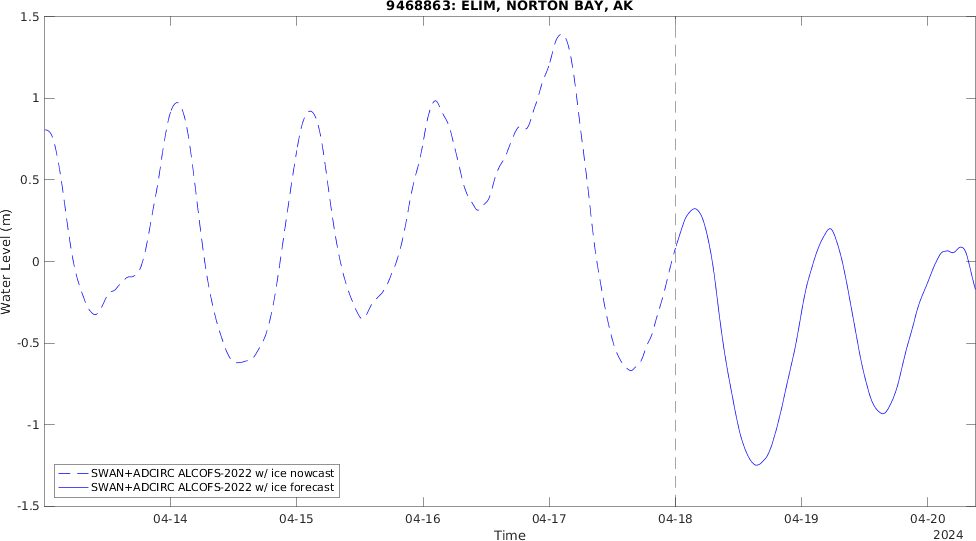 9468863: ELIM, NORTON BAY, AK
1.5
1
0.5
0
-0.5
-1
-1.5
Water Level (m)
SWAN+ADCIRC ALCOFS-2022 w/ ice nowcast
SWAN+ADCIRC ALCOFS-2022 w/ ice forecast
04-14 04-15 04-16 04-17 04-18 04-19 04-20
Time
2024